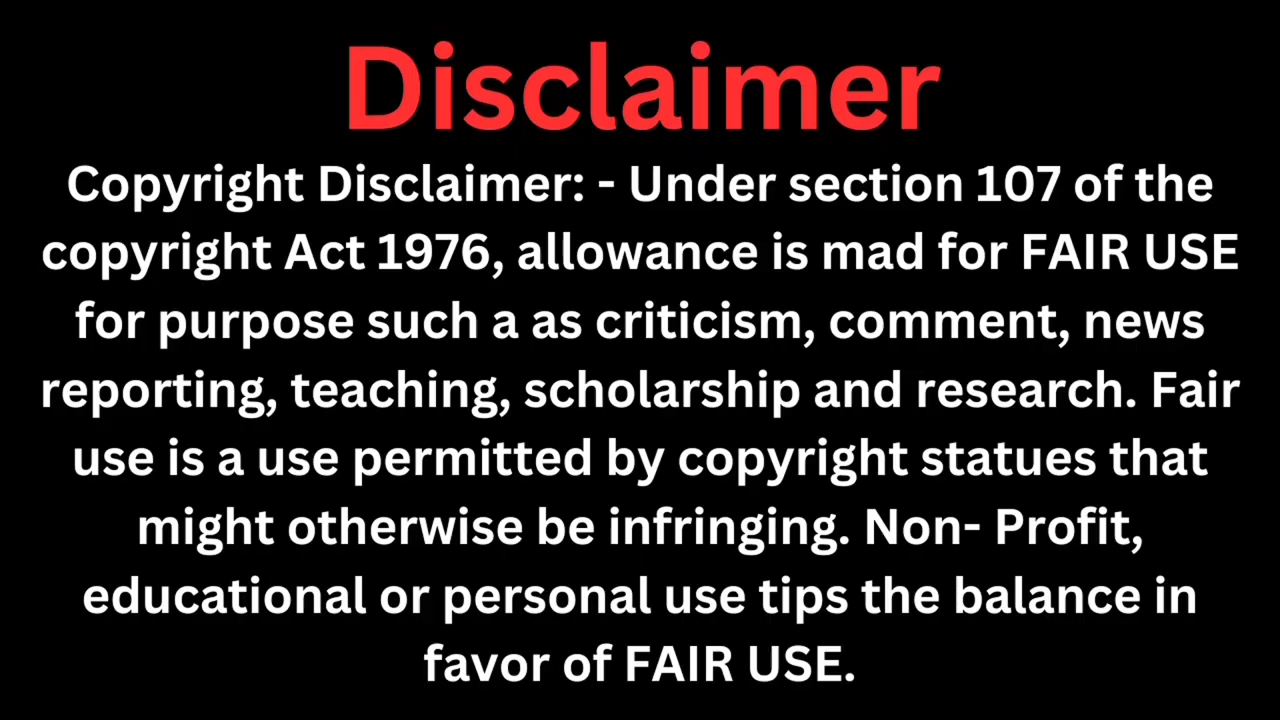 Disclaimer
Copyright Disclaimer: - Under section 107 of the
copyright Act 1976, allowance is mad for FAIR USE
for purpose such a as criticism, comment, news
reporting, teaching, scholarship and research. Fair
use is a use permitted by copyright statues that
might otherwise be infringing. Non- Profit,
educational or personal use tips the balance in
favor of FAIR USE.